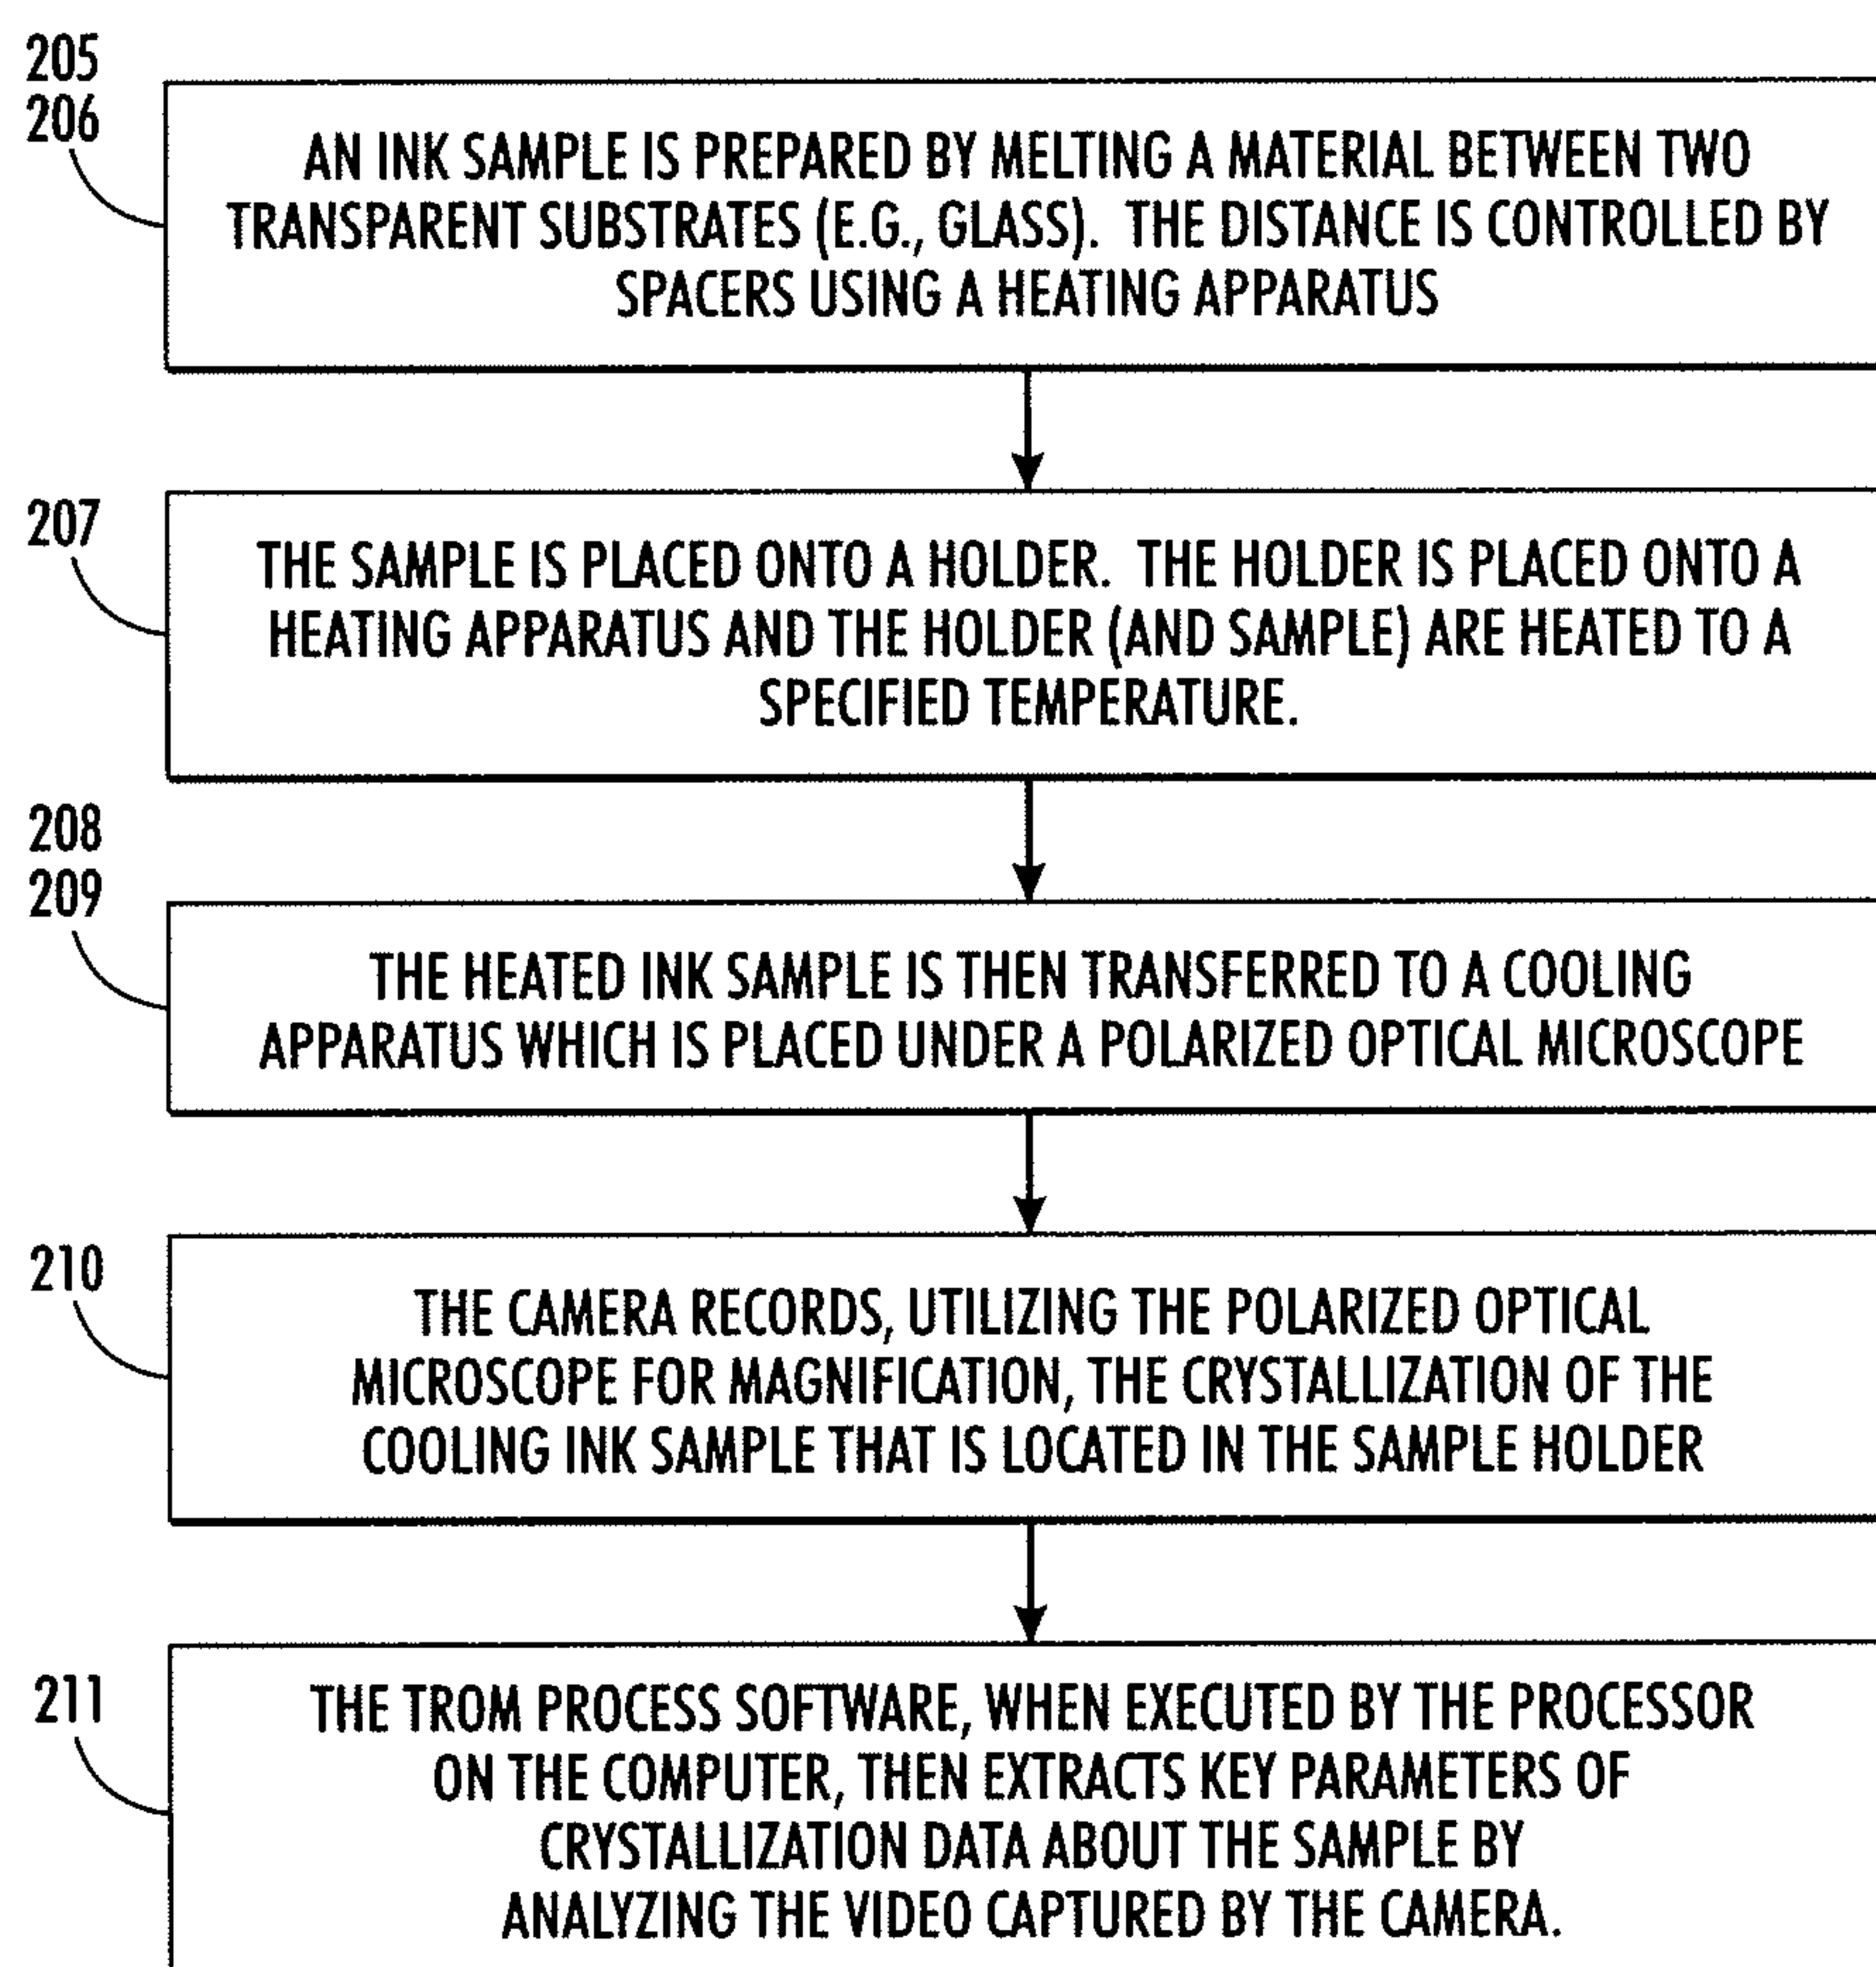 205
206
AN INK SAMPLE IS PREPARED BY MELTING A MATERIAL BETWEEN TWO
TRANSPARENT SUBSTRATES (E.G., GLASS). THE DISTANCE IS CONTROLLED BY
SPACERS USING A HEATING APPARATUS
207
THE SAMPLE IS PLACED ONTO A HOLDER. THE HOLDER IS PLACED ONTO A
HEATING APPARATUS AND THE HOLDER (AND SAMPLE) ARE HEATED TO A
SPECIFIED TEMPERATURE.
208
209
THE HEATED INK SAMPLE IS THEN TRANSFERRED TO A COOLING
APPARATUS WHICH IS PLACED UNDER A POLARIZED OPTICAL MICROSCOPE
210
THE CAMERA RECORDS, UTILIZING THE POLARIZED OPTICAL
MICROSCOPE FOR MAGNIFICATION, THE CRYSTALLIZATION OF THE
COOLING INK SAMPLE THAT IS LOCATED IN THE SAMPLE HOLDER
211
THE TROM PROCESS SOFTWARE, WHEN EXECUTED BY THE PROCESSOR
ON THE COMPUTER, THEN EXTRACTS KEY PARAMETERS OF
CRYSTALLIZATION DATA ABOUT THE SAMPLE BY
ANALYZING THE VIDEO CAPTURED BY THE CAMERA.